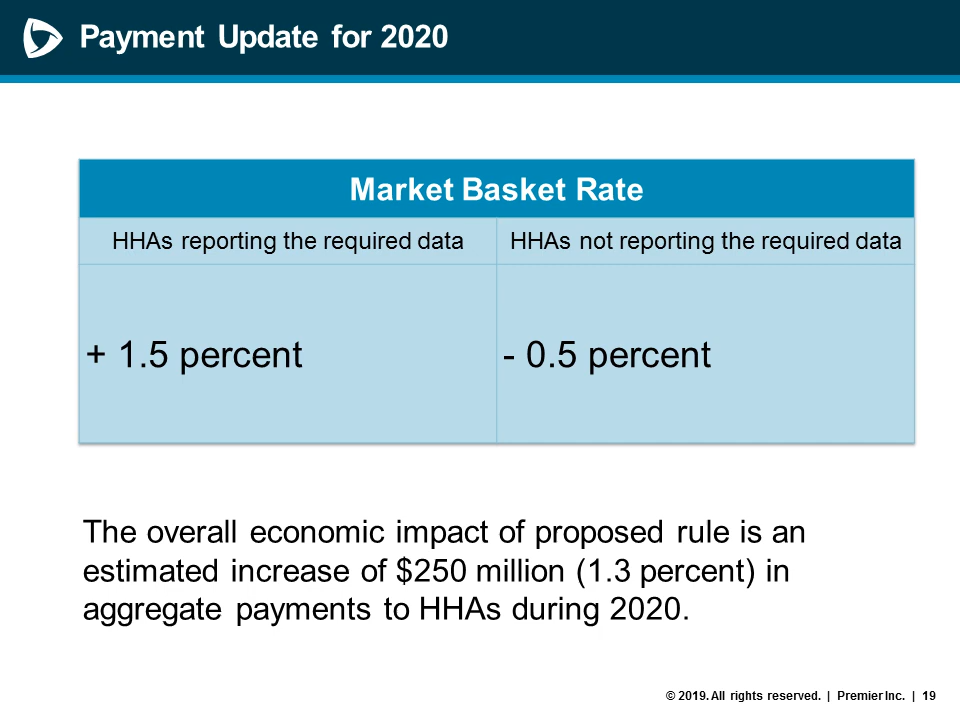 Payment Update for 2020
Market Basket Rate
HHAs reporting the required data
HHAs not reporting the required data
+ 1.5 percent
- 0.5 percent
The overall economic impact of proposed rule is an
estimated increase of $250 million (1.3 percent) in
aggregate payments to HHAs during 2020.
© 2019. All rights reserved. | Premier Inc. | 19